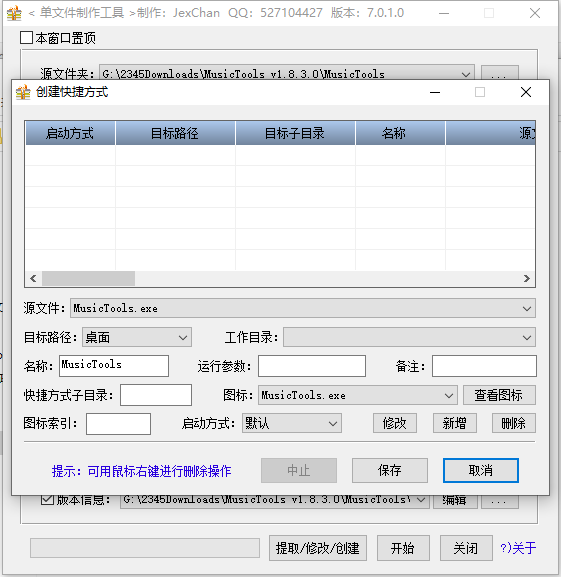 < 单文件制作工具 >制作：JexChan QQ：527104427 版本：7.0.1.0
本窗口置顶
源文件夹: G:\2345Downloads\MusicTools v1.8.3.0\MusicTools ...
创建快捷方式
启动方式 目标路径 目标子目录 名称
源文件: MusicTools.exe
目标路径: 桌面 工作目录:
名称: MusicTools 运行参数: 备注:
快捷方式子目录: 图标: MusicTools.exe 查看图标
图标索引: 启动方式: 默认 修改 新增 删除
提示：可用鼠标右键进行删除操作 中止 保存 取消
版本信息: G:\2345Downloads\MusicTools v1.8.3.0\MusicTools\ 编辑 ...
提取/修改/创建 开始 关闭 ?)关于